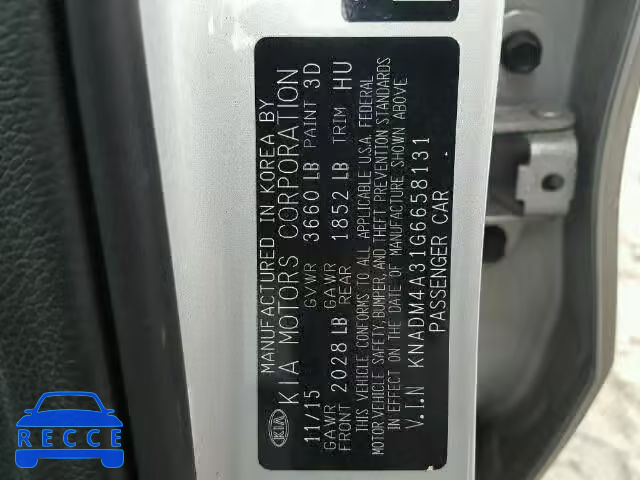 MANUFACTURED IN KOREA BY
KIA KIA MOTORS CORPORATION
11/15 GVWR 3660 LB PAINT 3D
GAWR FRONT 2028 LB GAWR REAR 1852 LB TRIM HU
THIS VEHICLE CONFORMS TO ALL APPLICABLE U.S.A. FEDERAL
MOTOR VEHICLE SAFETY, BUMPER, AND THEFT PREVENTION STANDARDS
IN EFFECT ON THE DATE OF MANUFACTURE SHOWN ABOVE
V.I.N KNADM4A31G6658131
PASSENGER CAR
RECCE